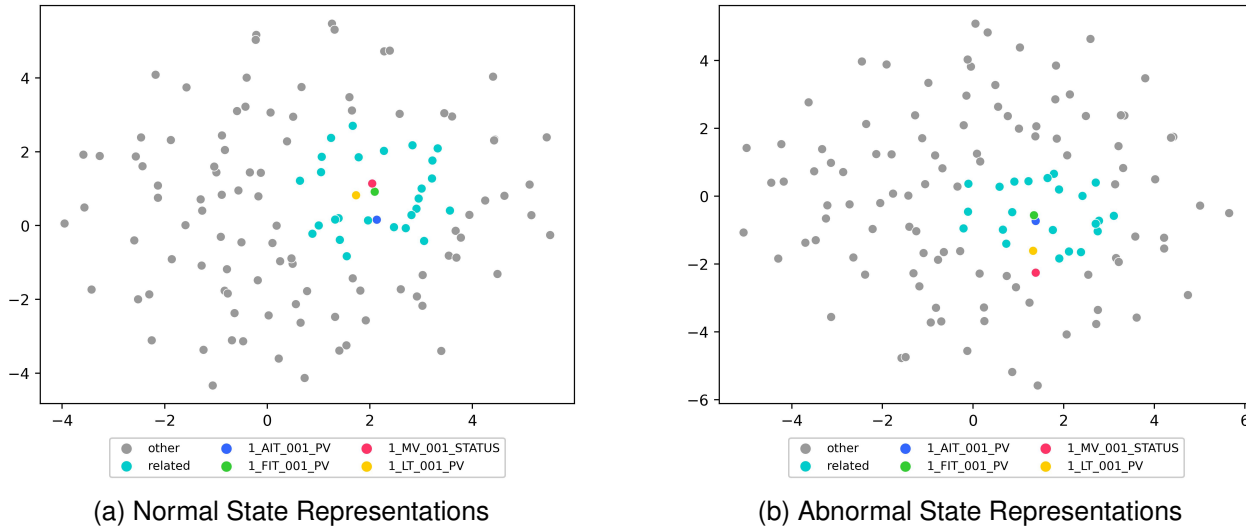 4
2
0
−2
−4
−4 −2 0 2 4
other 1_AIT_001_PV 1_MV_001_STATUS
related 1_FIT_001_PV 1_LT_001_PV
(a) Normal State Representations
4
2
0
−2
−4
−6
−4 −2 0 2 4 6
other 1_AIT_001_PV 1_MV_001_STATUS
related 1_FIT_001_PV 1_LT_001_PV
(b) Abnormal State Representations